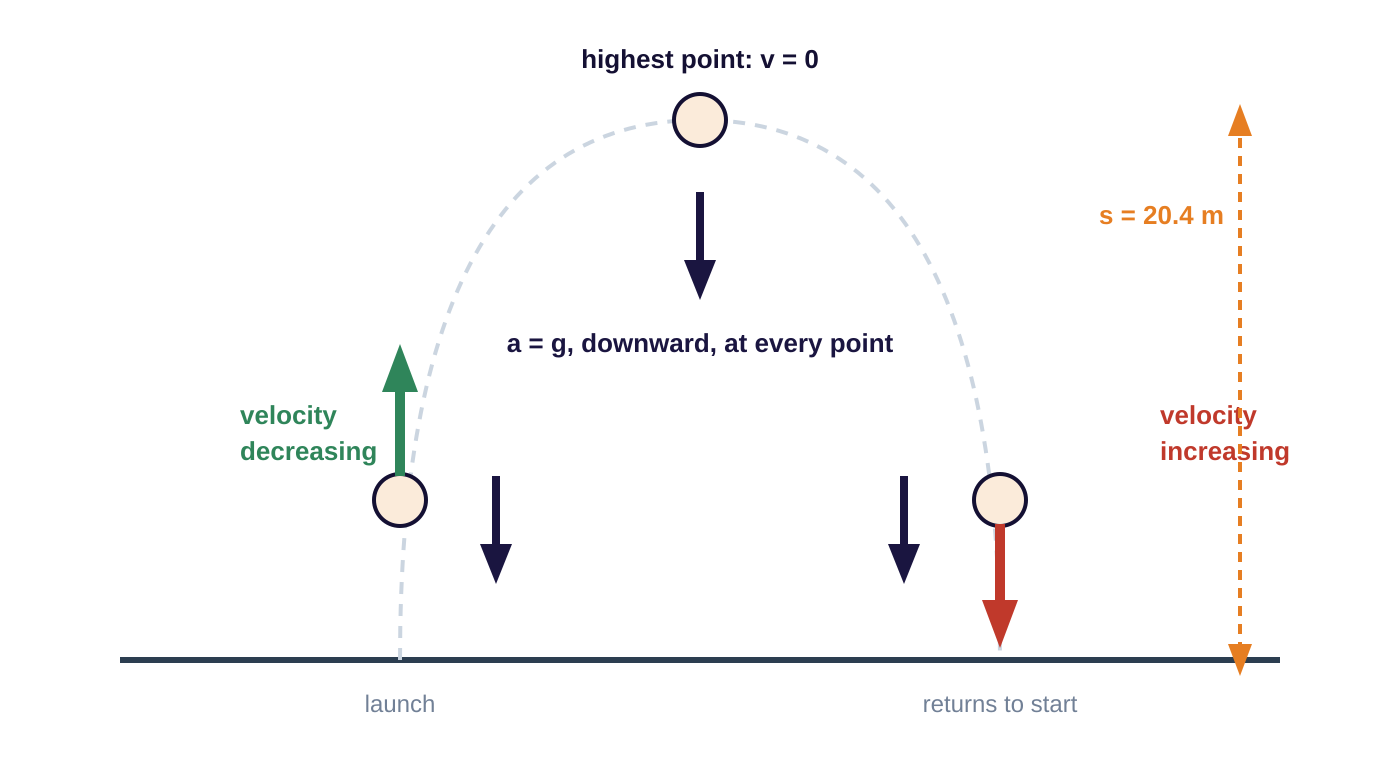 highest point: v = 0
s = 20.4 m
a = g, downward, at every point
velocity
decreasing
velocity
increasing
launch
returns to start